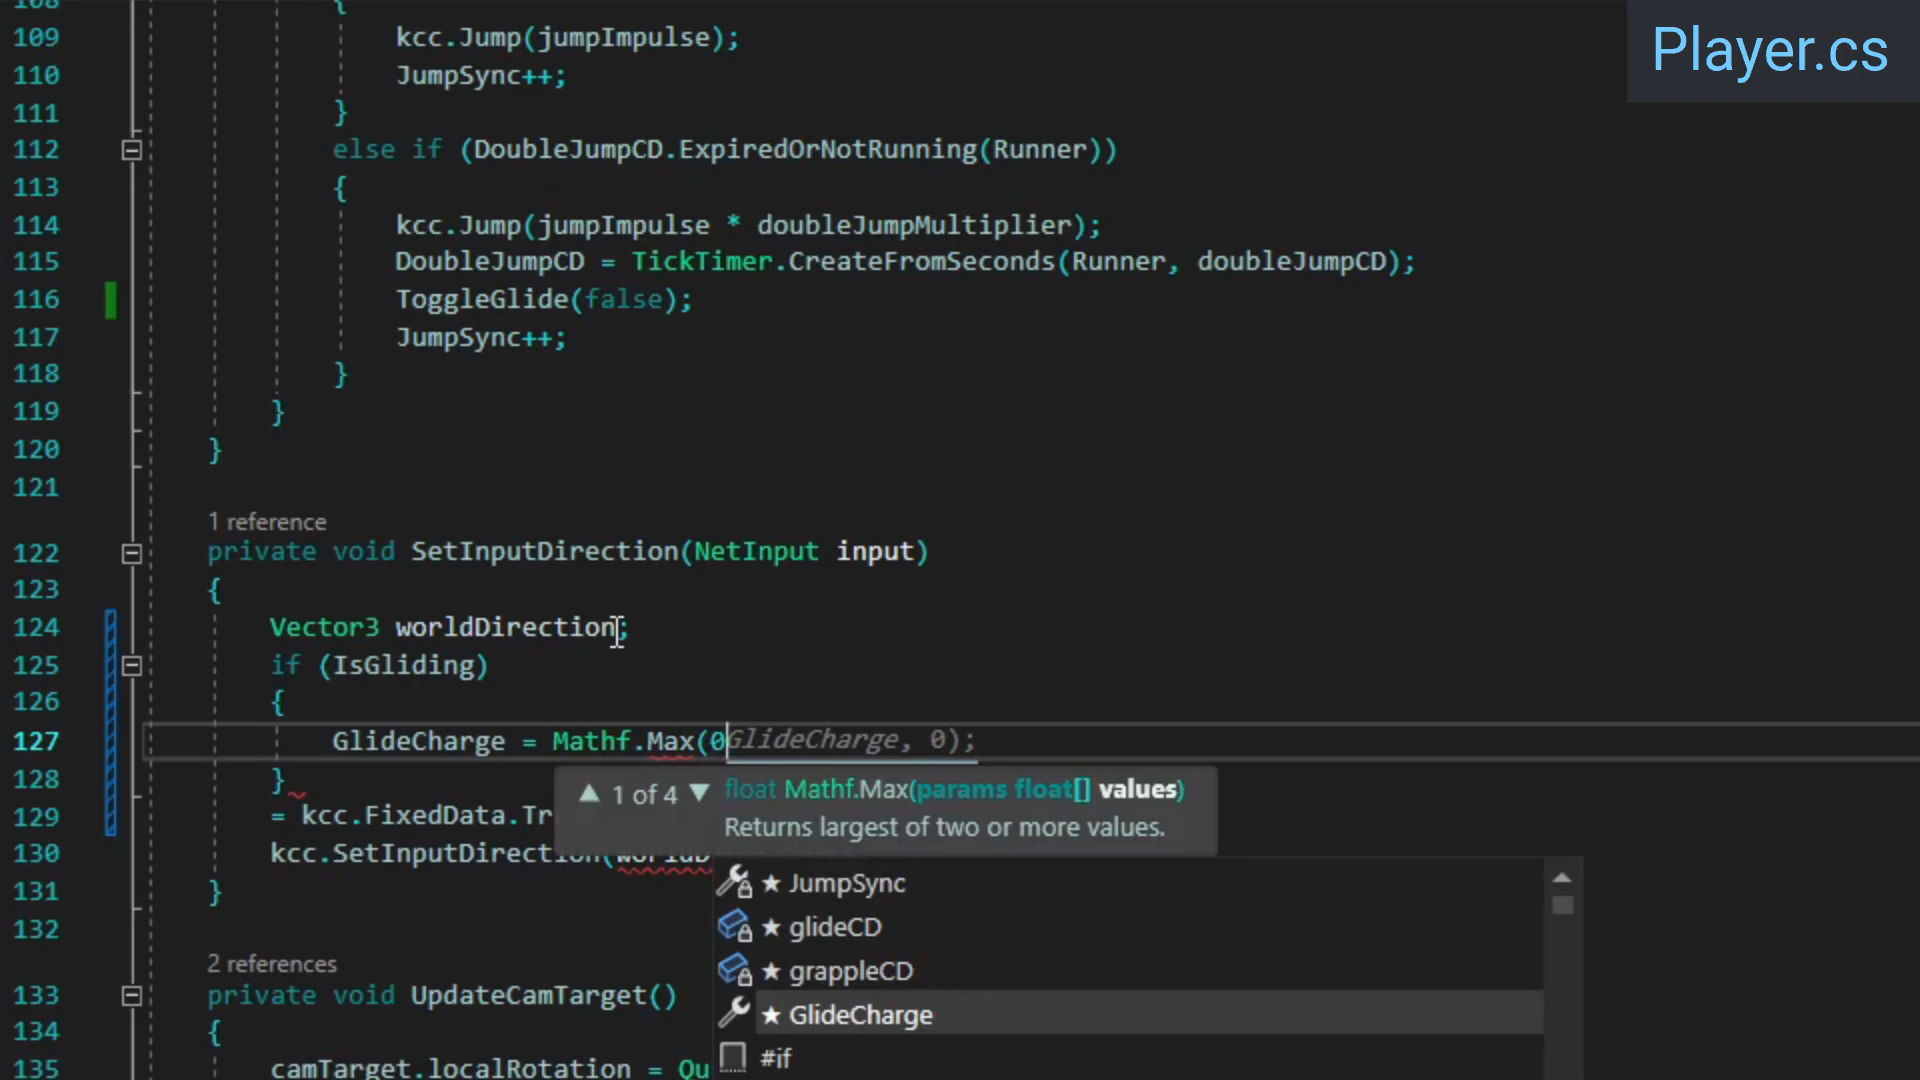 Player.cs
108 {
109 kcc.Jump(jumpImpulse);
110 JumpSync++;
111 }
112 else if (DoubleJumpCD.ExpiredOrNotRunning(Runner))
113 {
114 kcc.Jump(jumpImpulse * doubleJumpMultiplier);
115 DoubleJumpCD = TickTimer.CreateFromSeconds(Runner, doubleJumpCD);
116 ToggleGlide(false);
117 JumpSync++;
118 }
119 }
120 }
121
1 reference
122 private void SetInputDirection(NetInput input)
123 {
124 Vector3 worldDirection;
125 if (IsGliding)
126 {
127 GlideCharge = Mathf.Max(0GlideCharge, 0);
128 }
▲ 1 of 4 ▼ float Mathf.Max(params float[] values)
Returns largest of two or more values.
129 = kcc.FixedData.Tr
130 kcc.SetInputDirection(worldD
131 }
132
★ JumpSync
★ glideCD
★ grappleCD
★ GlideCharge
#if
2 references
133 private void UpdateCamTarget()
134 {
135 camTarget.localRotation = Qu